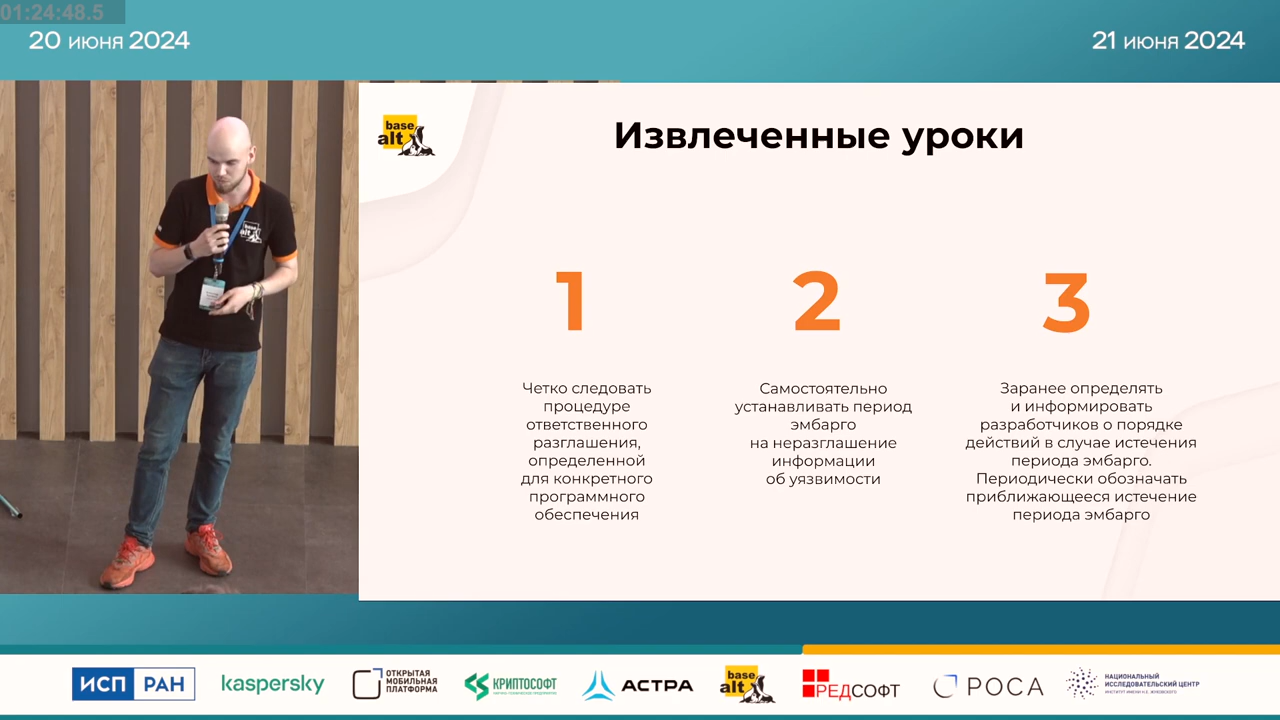 01:24:48.5
20 июня 2024
21 июня 2024
base
alt
Извлеченные уроки
1
Четко следовать
процедуре
ответственного
разглашения,
определенной
для конкретного
программного
обеспечения
2
Самостоятельно
устанавливать период
эмбарго
на неразглашение
информации
об уязвимости
3
Заранее определять
и информировать
разработчиков о порядке
действий в случае истечения
периода эмбарго.
Периодически обозначать
приближающееся истечение
периода эмбарго
base
alt
ИСП РАН
kaspersky
ОТКРЫТАЯ
МОБИЛЬНАЯ
ПЛАТФОРМА
КРИПТОСОФТ
АСТРА
base
alt
РЕДСОФТ
РОСА
НАЦИОНАЛЬНЫЙ
ИССЛЕДОВАТЕЛЬСКИЙ ЦЕНТР